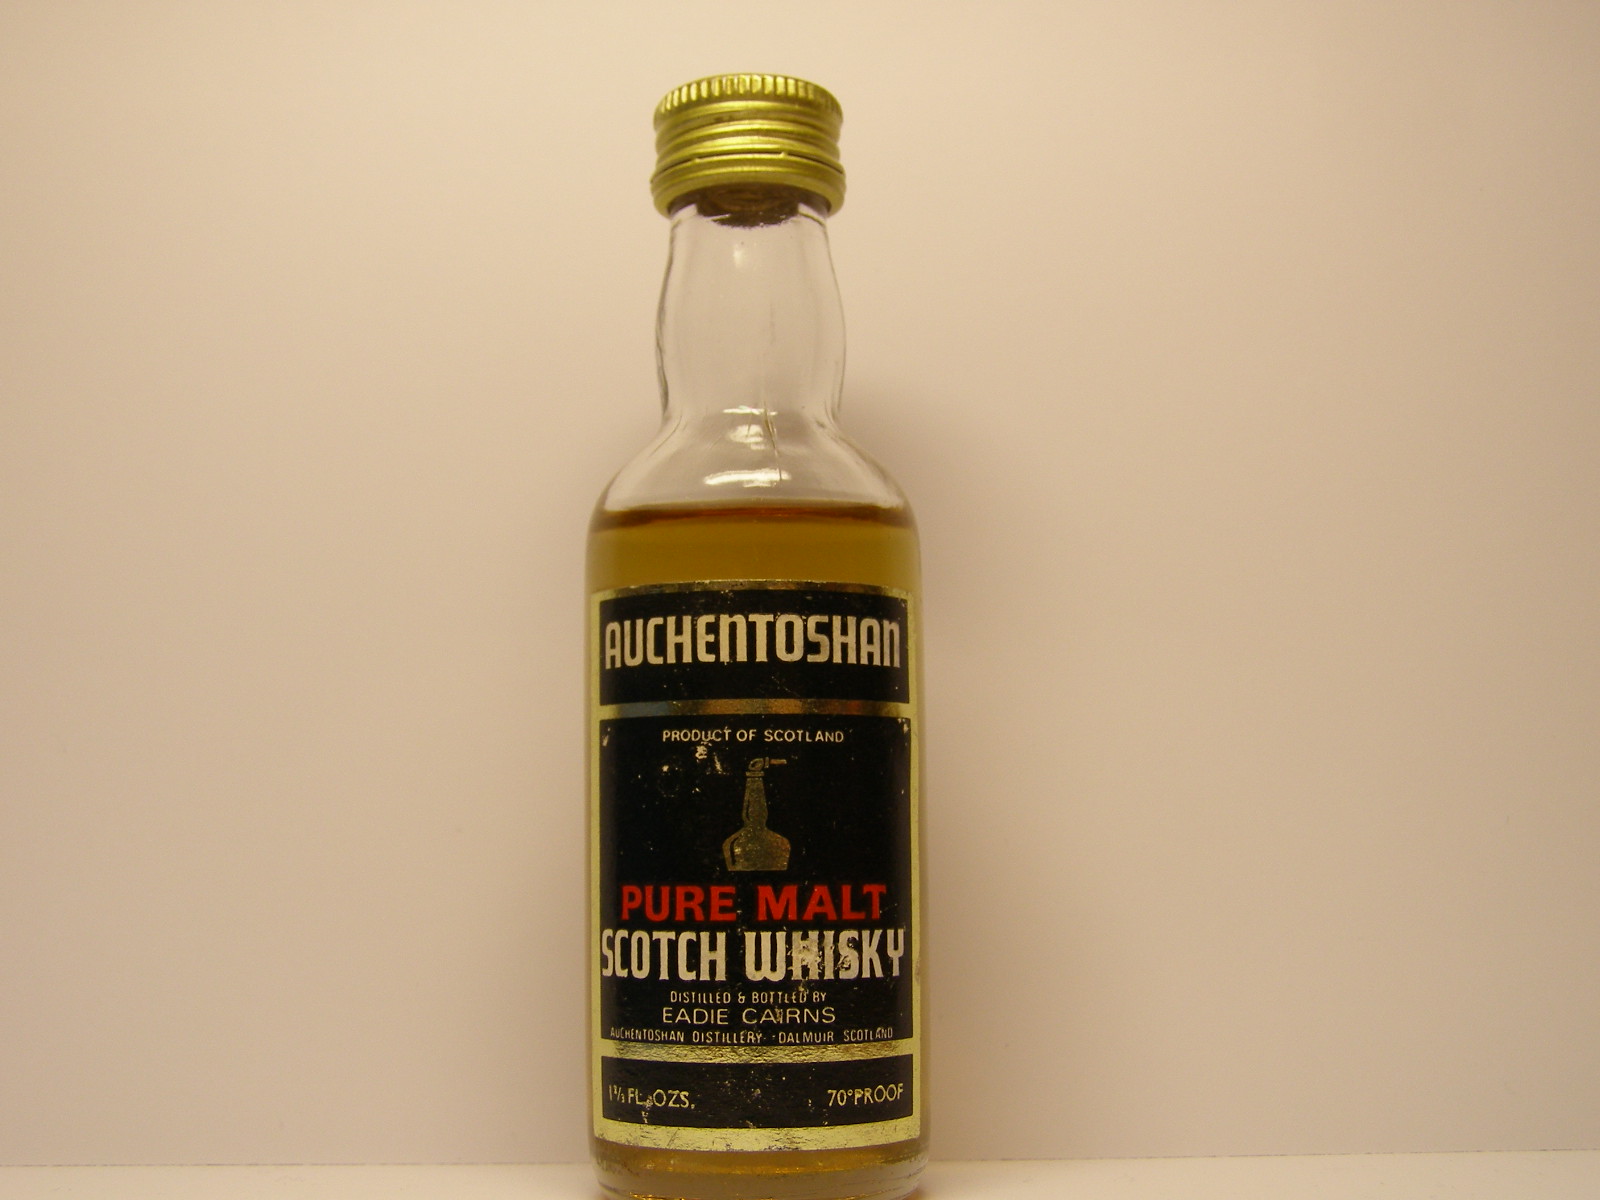 AUCHENTOSHAN
PRODUCT OF SCOTLAND
PURE MALT
SCOTCH WHISKY
DISTILLED & BOTTLED BY
EADIE CAIRNS
AUCHENTOSHAN DISTILLERY · DALMUIR SCOTLAND
1⅔ FL. OZS. 70° PROOF